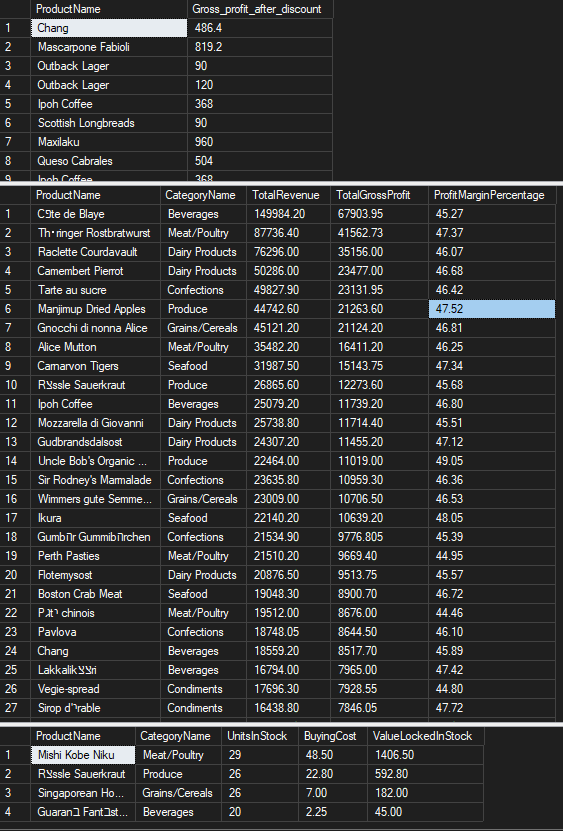 ProductName Gross_profit_after_discount
1 Chang 486.4
2 Mascarpone Fabioli 819.2
3 Outback Lager 90
4 Outback Lager 120
5 Ipoh Coffee 368
6 Scottish Longbreads 90
7 Maxilaku 960
8 Queso Cabrales 504
9 Ipoh Coffee 368
ProductName CategoryName TotalRevenue TotalGrossProfit ProfitMarginPercentage
1 Cפte de Blaye Beverages 149984.20 67903.95 45.27
2 Th•ringer Rostbratwurst Meat/Poultry 87736.40 41562.73 47.37
3 Raclette Courdavault Dairy Products 76296.00 35156.00 46.07
4 Camembert Pierrot Dairy Products 50286.00 23477.00 46.68
5 Tarte au sucre Confections 49827.90 23131.95 46.42
6 Manjimup Dried Apples Produce 44742.60 21263.60 47.52
7 Gnocchi di nonna Alice Grains/Cereals 45121.20 21124.20 46.81
8 Alice Mutton Meat/Poultry 35482.20 16411.20 46.25
9 Carnarvon Tigers Seafood 31987.50 15143.75 47.34
10 Rצssle Sauerkraut Produce 26865.60 12273.60 45.68
11 Ipoh Coffee Beverages 25079.20 11739.20 46.80
12 Mozzarella di Giovanni Dairy Products 25738.80 11714.40 45.51
13 Gudbrandsdalsost Dairy Products 24307.20 11455.20 47.12
14 Uncle Bob's Organic ... Produce 22464.00 11019.00 49.05
15 Sir Rodney's Marmalade Confections 23635.80 10959.30 46.36
16 Wimmers gute Semme... Grains/Cereals 23009.00 10706.50 46.53
17 Ikura Seafood 22140.20 10639.20 48.05
18 Gumbהr Gummibהrchen Confections 21534.90 9776.805 45.39
19 Perth Pasties Meat/Poultry 21510.20 9669.40 44.95
20 Flotemysost Dairy Products 20876.50 9513.75 45.57
21 Boston Crab Meat Seafood 19048.30 8900.70 46.72
22 Pגtי chinois Meat/Poultry 19512.00 8676.00 44.46
23 Pavlova Confections 18748.05 8644.50 46.10
24 Chang Beverages 18559.20 8517.70 45.89
25 Lakkalikצצri Beverages 16794.00 7965.00 47.42
26 Vegie-spread Condiments 17696.30 7928.55 44.80
27 Sirop d'יrable Condiments 16438.80 7846.05 47.72
ProductName CategoryName UnitsInStock BuyingCost ValueLockedInStock
1 Mishi Kobe Niku Meat/Poultry 29 48.50 1406.50
2 Rצssle Sauerkraut Produce 26 22.80 592.80
3 Singaporean Ho... Grains/Cereals 26 7.00 182.00
4 Guaranב Fantבst... Beverages 20 2.25 45.00